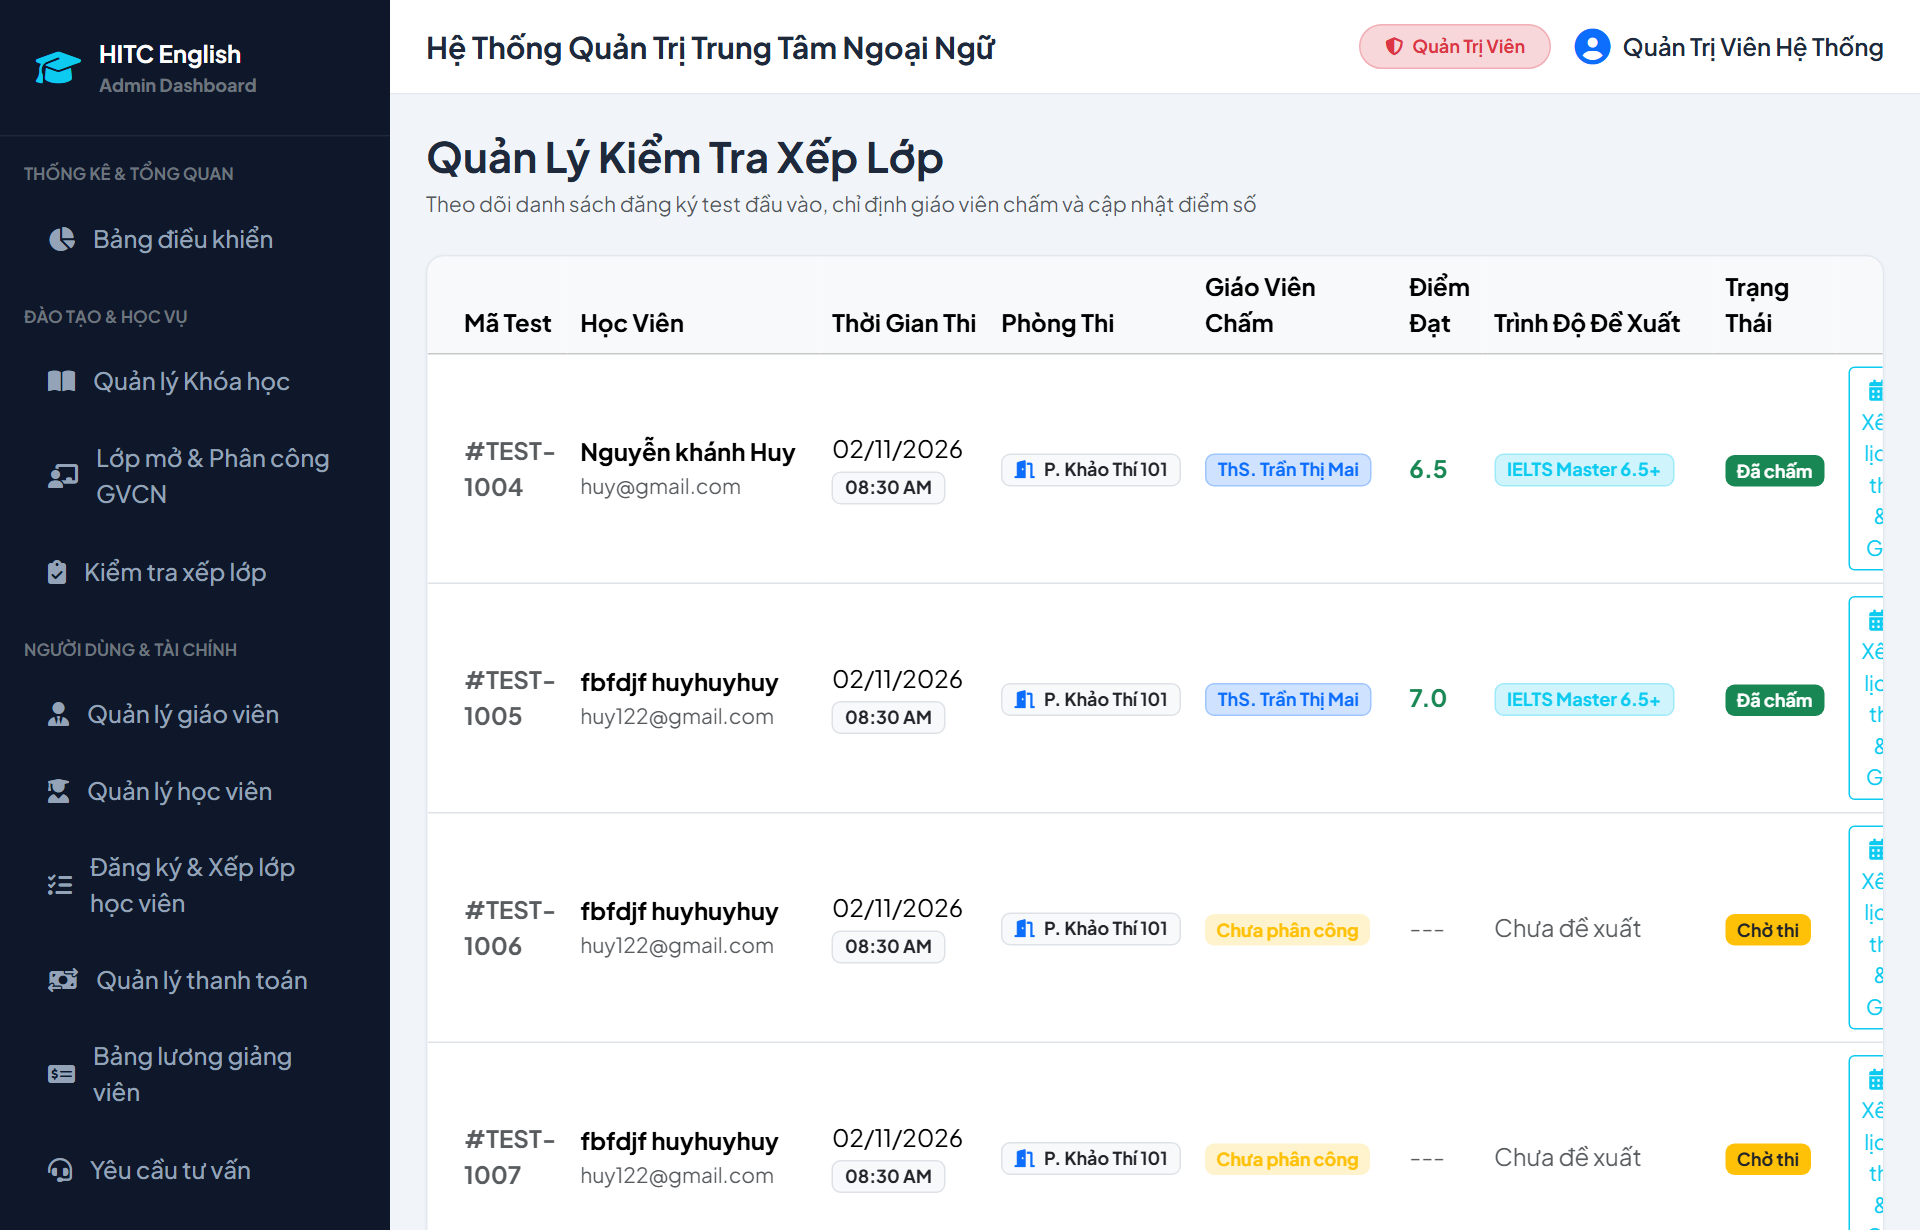 HITC English
Admin Dashboard
THỐNG KÊ & TỔNG QUAN
Bảng điều khiển
ĐÀO TẠO & HỌC VỤ
Quản lý Khóa học
Lớp mở & Phân công
GVCN
Kiểm tra xếp lớp
NGƯỜI DÙNG & TÀI CHÍNH
Quản lý giáo viên
Quản lý học viên
Đăng ký & Xếp lớp
học viên
Quản lý thanh toán
Bảng lương giảng
viên
Yêu cầu tư vấn
Hệ Thống Quản Trị Trung Tâm Ngoại Ngữ
Quản Trị Viên
Quản Trị Viên Hệ Thống
Quản Lý Kiểm Tra Xếp Lớp
Theo dõi danh sách đăng ký test đầu vào, chỉ định giáo viên chấm và cập nhật điểm số
Mã Test Học Viên Thời Gian Thi Phòng Thi Giáo Viên Chấm Điểm Đạt Trình Độ Đề Xuất Trạng Thái
#TEST-1004 Nguyễn khánh Huy 02/11/2026 P. Khảo Thí 101 ThS. Trần Thị Mai 6.5 IELTS Master 6.5+ Đã chấm
huy@gmail.com 08:30 AM
#TEST-1005 fbfdjf huyhuyhuy 02/11/2026 P. Khảo Thí 101 ThS. Trần Thị Mai 7.0 IELTS Master 6.5+ Đã chấm
huy122@gmail.com 08:30 AM
#TEST-1006 fbfdjf huyhuyhuy 02/11/2026 P. Khảo Thí 101 Chưa phân công --- Chưa đề xuất Chờ thi
huy122@gmail.com 08:30 AM
#TEST-1007 fbfdjf huyhuyhuy 02/11/2026 P. Khảo Thí 101 Chưa phân công --- Chưa đề xuất Chờ thi
huy122@gmail.com 08:30 AM